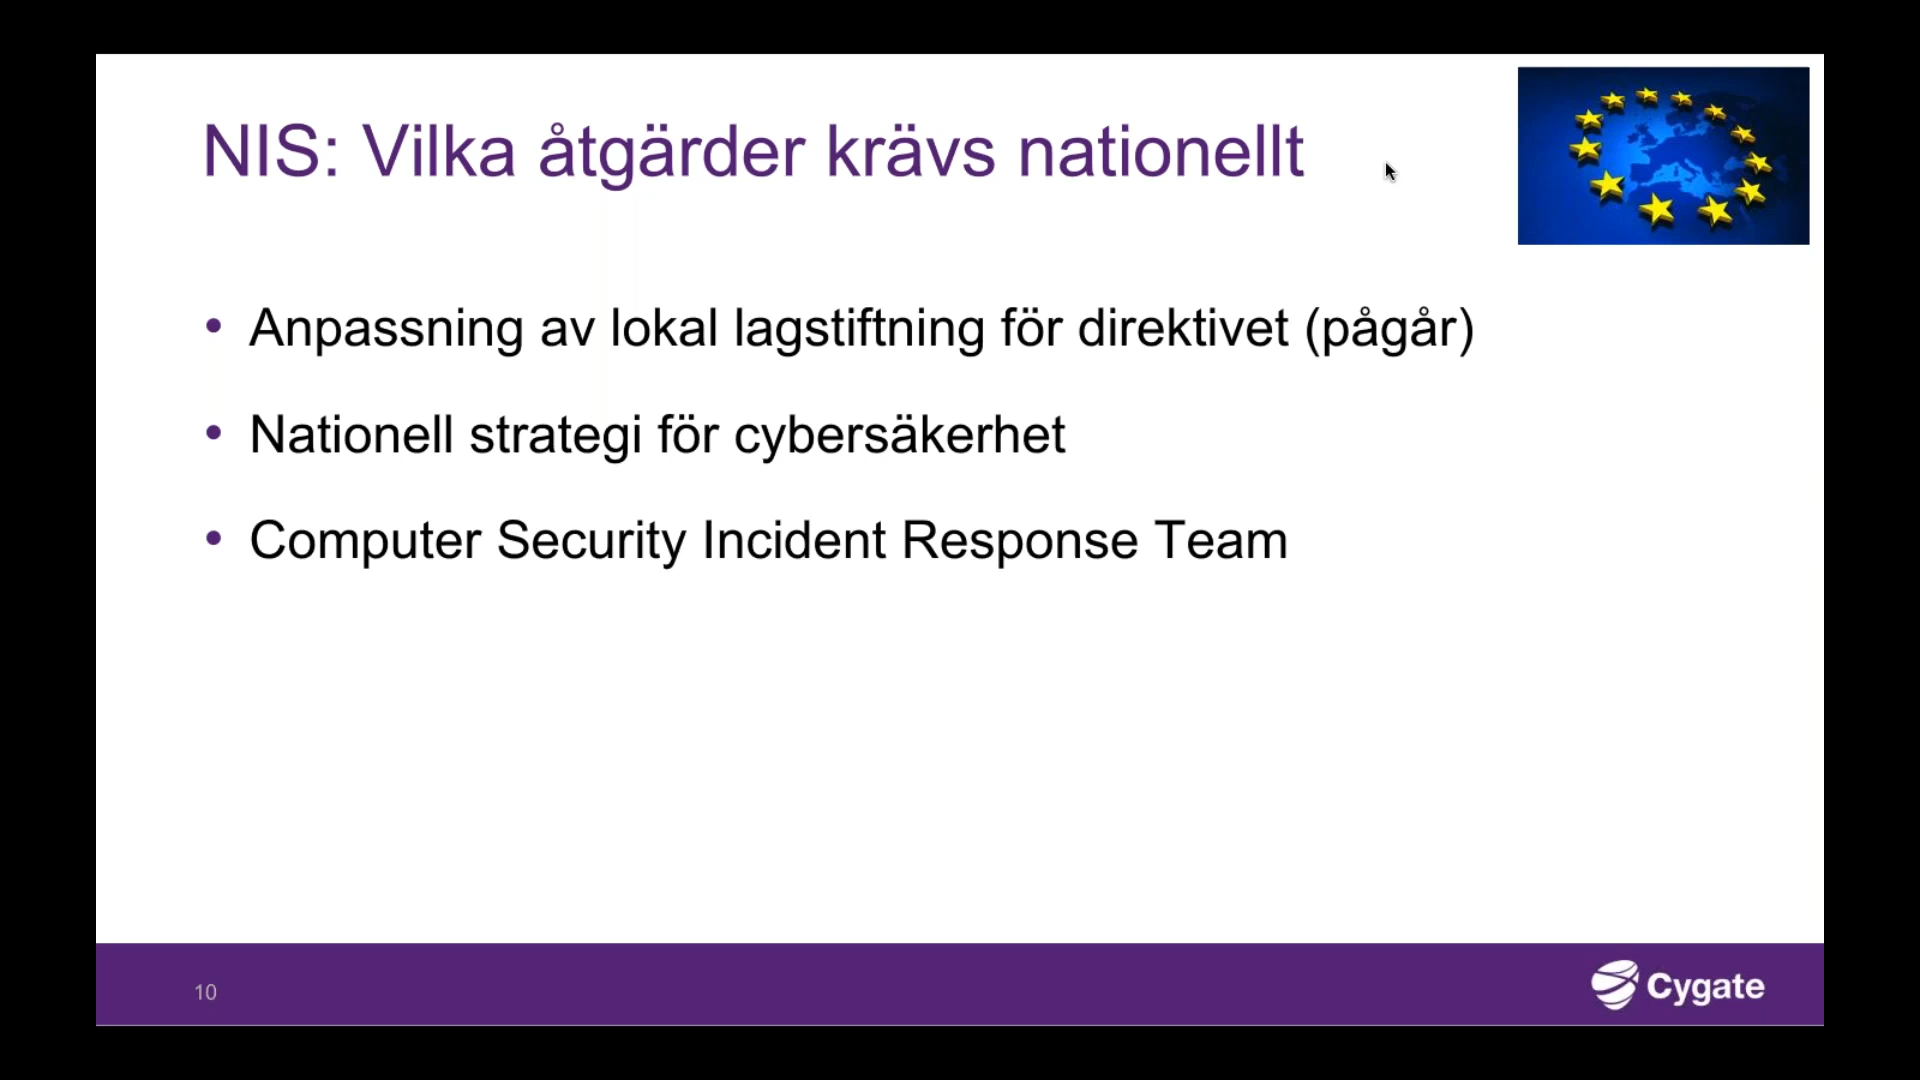 NIS: Vilka åtgärder krävs nationellt
• Anpassning av lokal lagstiftning för direktivet (pågår)
• Nationell strategi för cybersäkerhet
• Computer Security Incident Response Team
10
Cygate